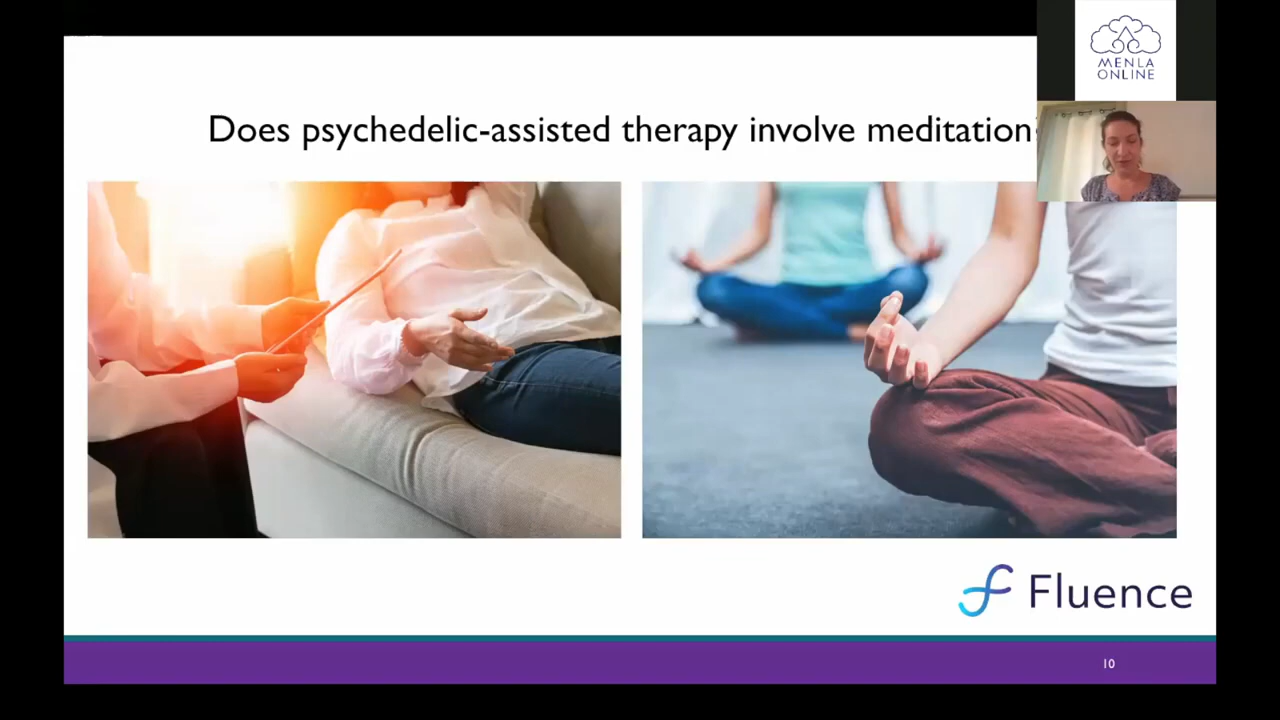 MENLA
ONLINE
Does psychedelic-assisted therapy involve meditation?
Fluence
10